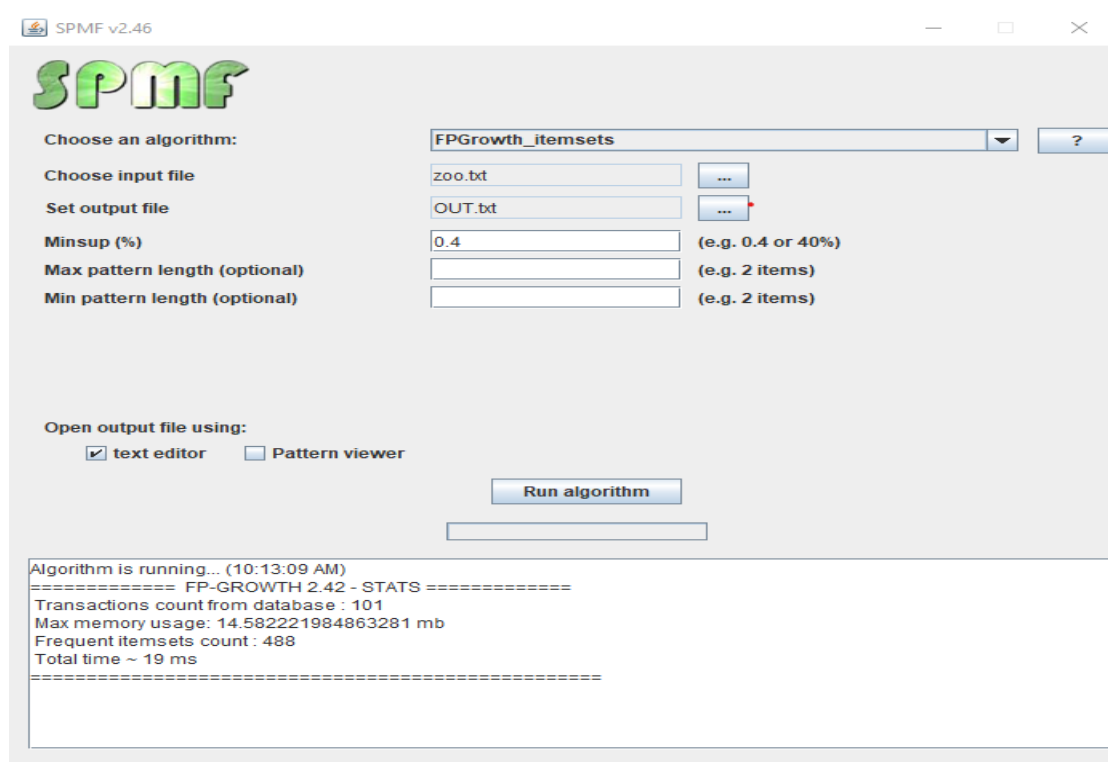 SPMF v2.46
SPMF
Choose an algorithm: FPGrowth_itemsets ?
Choose input file zoo.txt ...
Set output file OUT.txt ...
Minsup (%) 0.4 (e.g. 0.4 or 40%)
Max pattern length (optional) (e.g. 2 items)
Min pattern length (optional) (e.g. 2 items)
Open output file using:
text editor Pattern viewer
Run algorithm
Algorithm is running... (10:13:09 AM)
============= FP-GROWTH 2.42 - STATS =============
Transactions count from database : 101
Max memory usage: 14.582221984863281 mb
Frequent itemsets count : 488
Total time ~ 19 ms
===================================================